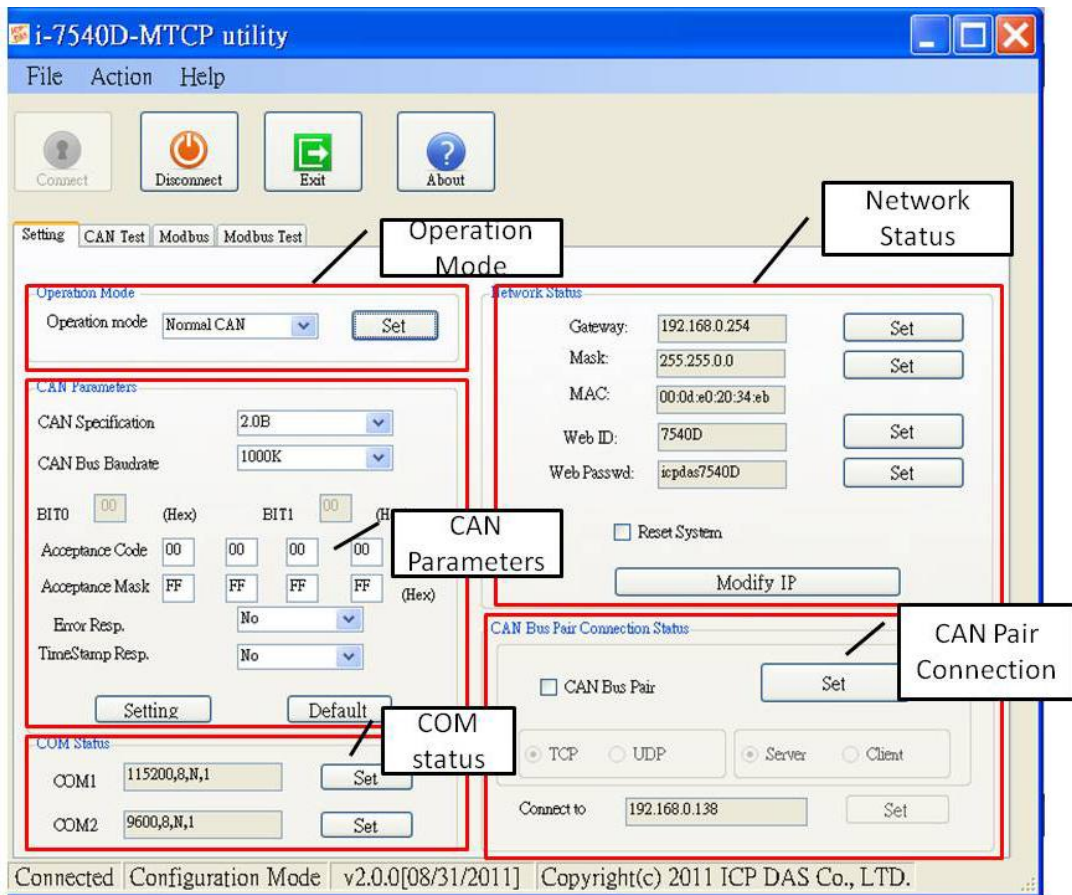 i-7540D-MTCP utility
File Action Help
Connect
Disconnect
Exit
About
Setting
CAN Test
Modbus
Modbus Test
Operation Mode
Network Status
Operation Mode
Operation mode
Normal CAN
Set
CAN Parameters
CAN Specification
2.0B
CAN Bus Baudrate
1000K
BIT0
00
(Hex)
BIT1
00
Acceptance Code
00
00
00
00
CAN Parameters
Acceptance Mask
FF
FF
FF
FF
(Hex)
Error Resp.
No
TimeStamp Resp.
No
Setting
Default
COM status
COM Status
COM1
115200,8,N,1
Set
COM2
9600,8,N,1
Set
Network Status
Gateway:
192.168.0.254
Set
Mask:
255.255.0.0
Set
MAC:
00:0d:e0:20:34:eb
Web ID:
7540D
Set
Web Passwd:
icpdas7540D
Set
Reset System
Modify IP
CAN Bus Pair Connection Status
CAN Pair Connection
CAN Bus Pair
Set
TCP
UDP
Server
Client
Connect to
192.168.0.138
Set
Connected
Configuration Mode
v2.0.0[08/31/2011]
Copyright(c) 2011 ICP DAS Co., LTD.